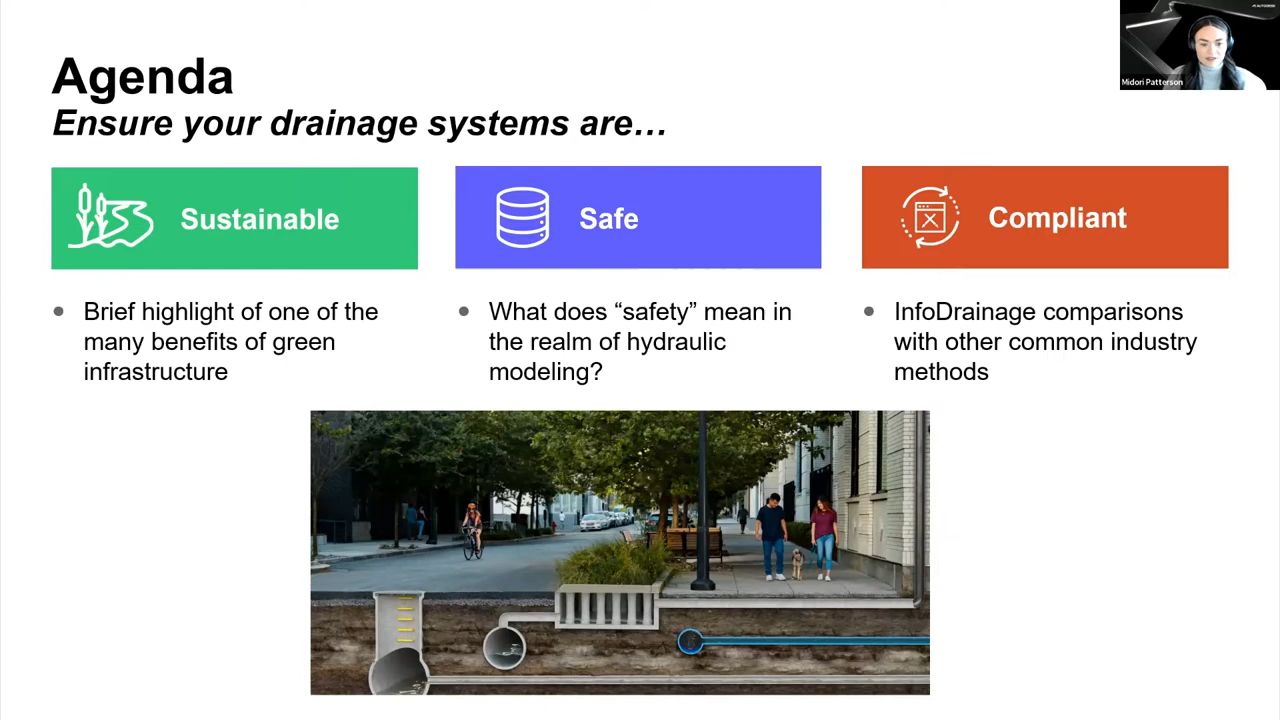 Agenda
Ensure your drainage systems are…
AUTODESK
Midori Patterson
Sustainable
Safe
Compliant
Brief highlight of one of the
many benefits of green
infrastructure
What does “safety” mean in
the realm of hydraulic
modeling?
InfoDrainage comparisons
with other common industry
methods